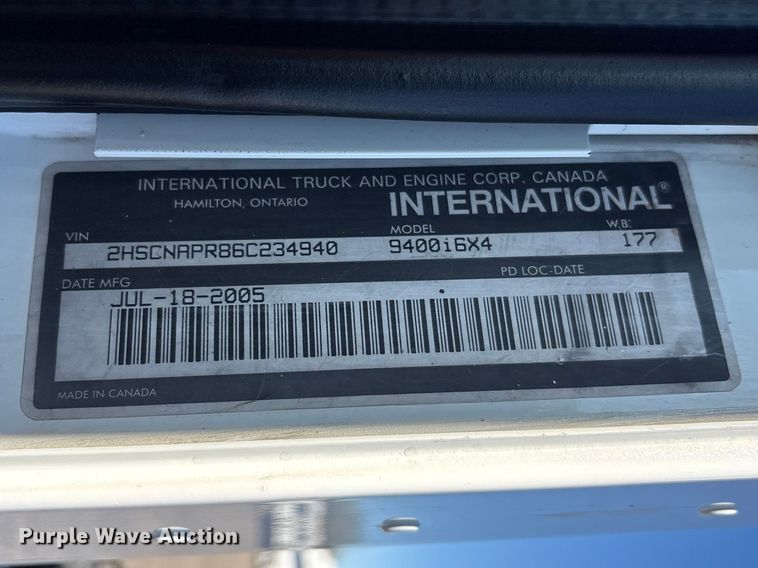 INTERNATIONAL TRUCK AND ENGINE CORP. CANADA
HAMILTON, ONTARIO
INTERNATIONAL®
VIN MODEL W.B.
2HSCNAPR86C234940 9400i6X4 177
DATE MFG PD LOC-DATE
JUL-18-2005
MADE IN CANADA
Purple Wave Auction